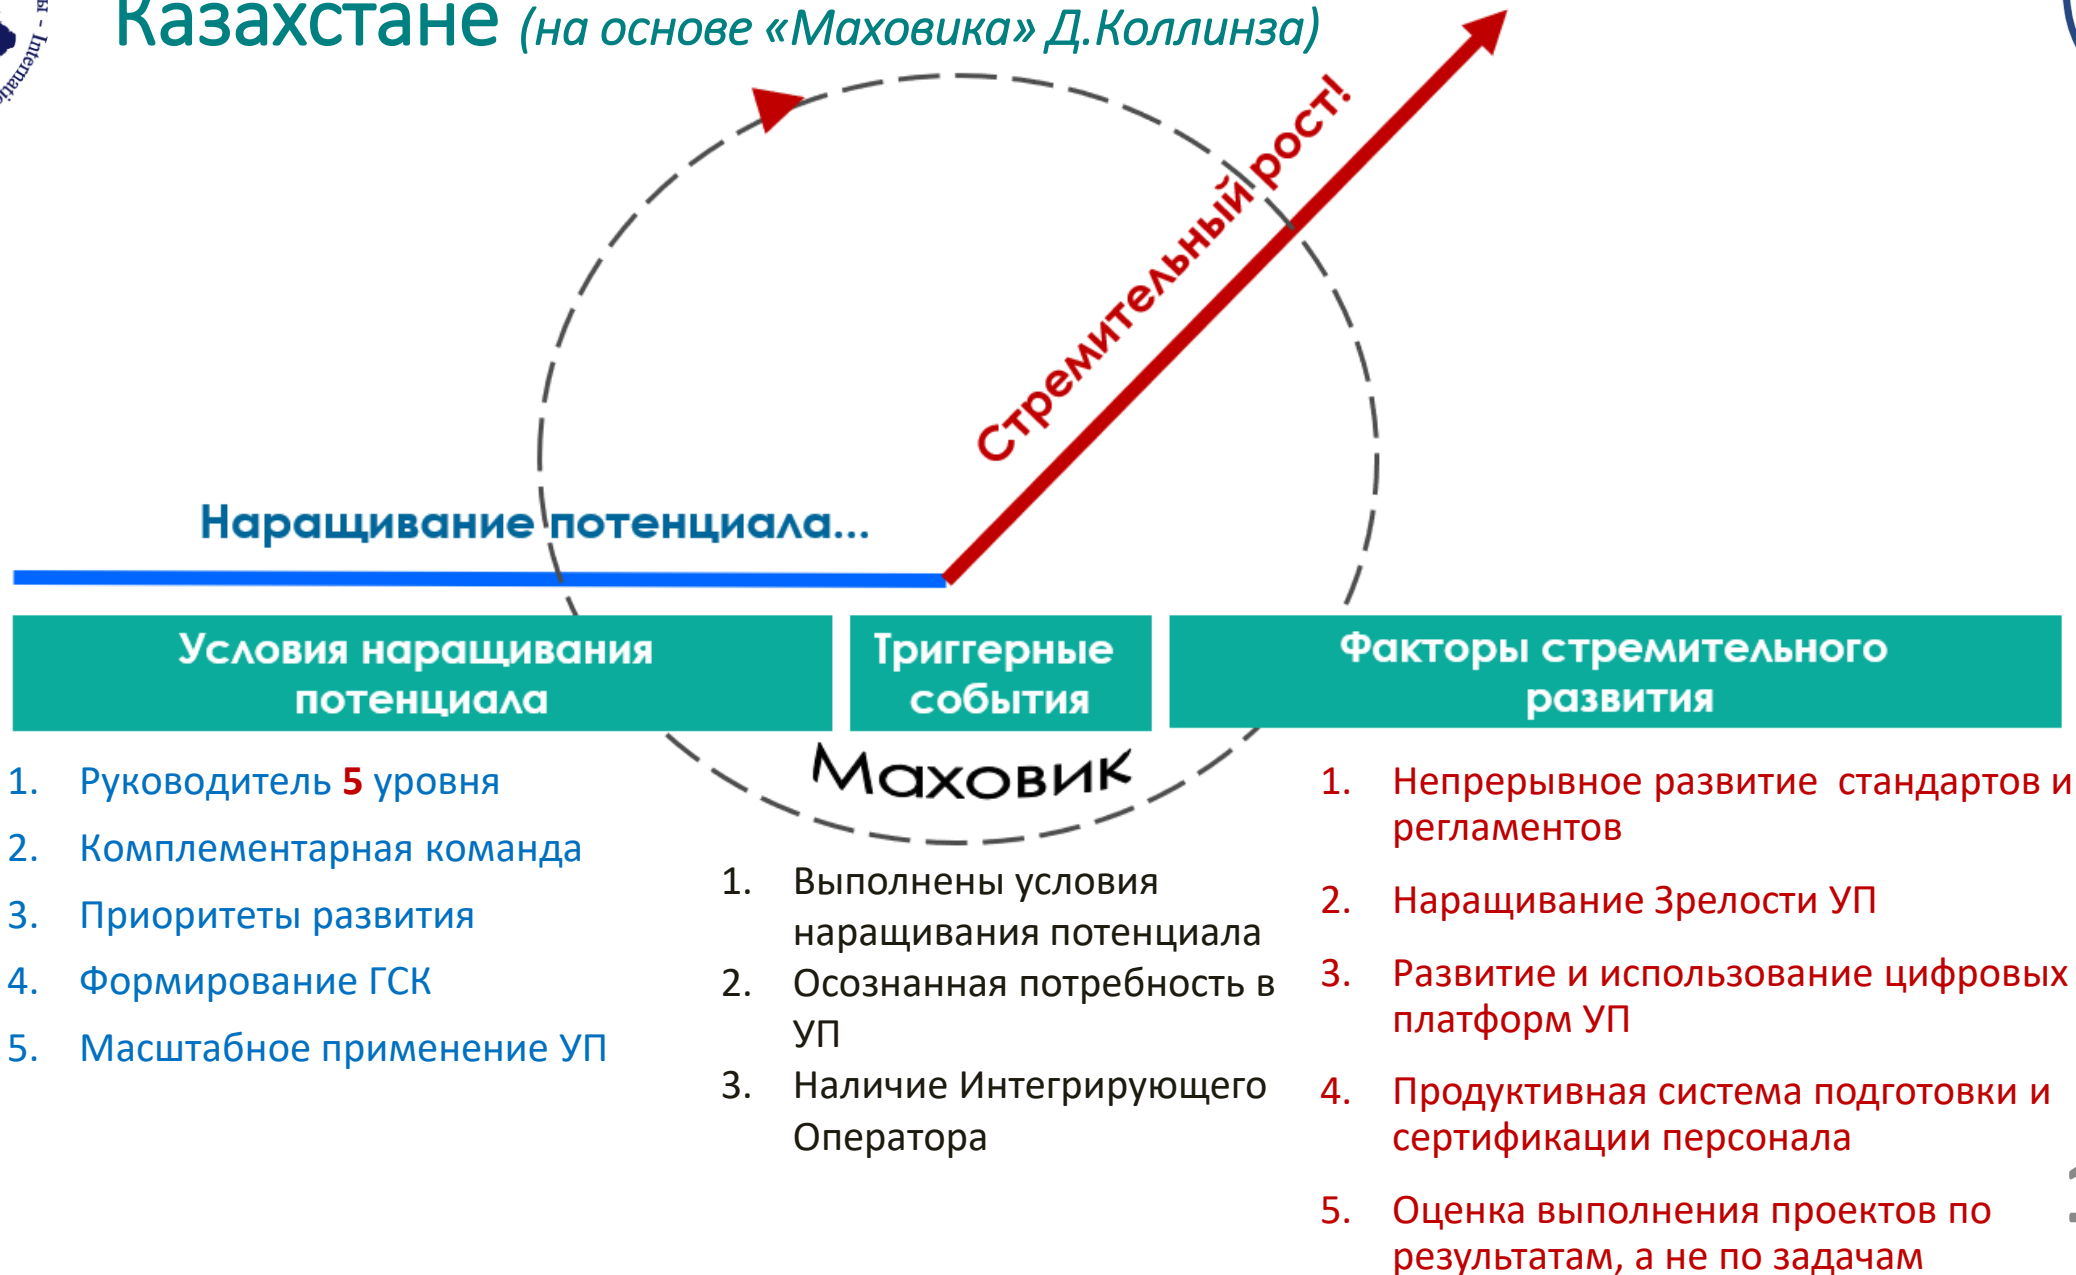 Казахстане (на основе «Маховика» Д.Коллинза)
Стремительный рост!
Наращивание потенциала...
Условия наращивания
потенциала
Триггерные
события
Факторы стремительного
развития
Маховик
1. Руководитель 5 уровня
2. Комплементарная команда
3. Приоритеты развития
4. Формирование ГСК
5. Масштабное применение УП
1. Выполнены условия
наращивания потенциала
2. Осознанная потребность в
УП
3. Наличие Интегрирующего
Оператора
1. Непрерывное развитие стандартов и
регламентов
2. Наращивание Зрелости УП
3. Развитие и использование цифровых
платформ УП
4. Продуктивная система подготовки и
сертификации персонала
5. Оценка выполнения проектов по
результатам, а не по задачам